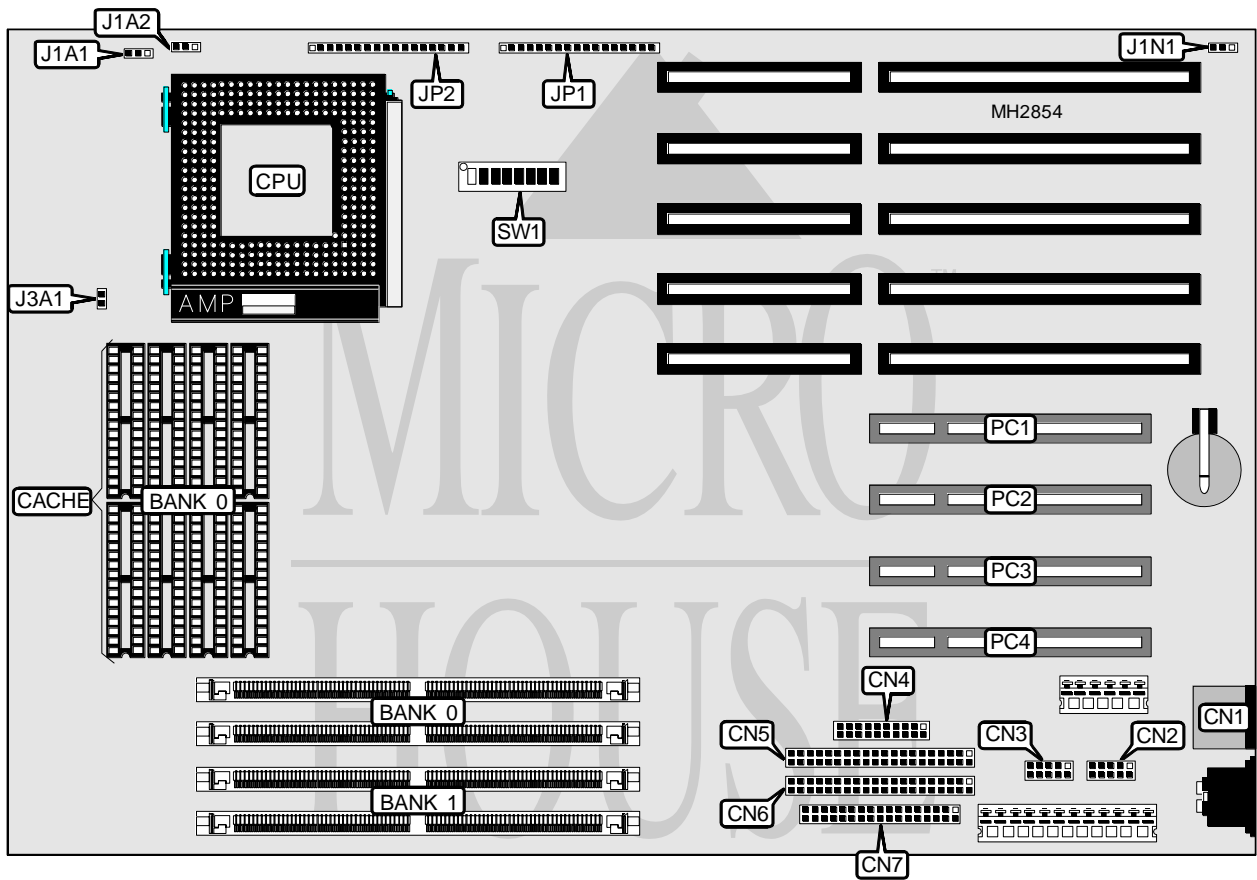 J1A2
J1A1
J1N1
JP2
JP1
MH2854
CPU
SW1
AMP
J3A1
MICRO™
HOUSE
PC1
CACHE
BANK 0
PC2
PC3
PC4
BANK 0
CN4
CN1
CN5
CN3
CN2
BANK 1
CN6
CN7